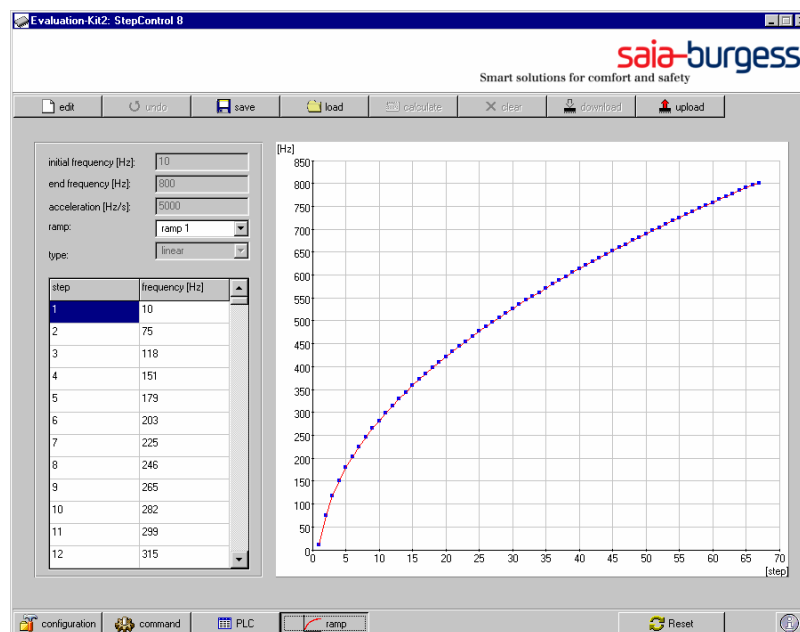 Evaluation-Kit2: StepControl 8
saia-burgess
Smart solutions for comfort and safety
edit undo save load calculate clear download upload
initial frequency [Hz]: 10
end frequency [Hz]: 800
acceleration [Hz/s]: 5000
ramp: ramp 1
type: linear
step frequency [Hz]
1 10
2 75
3 118
4 151
5 179
6 203
7 225
8 246
9 265
10 282
11 299
12 315
[Hz]
850
800
750
700
650
600
550
500
450
400
350
300
250
200
150
100
50
0
0 5 10 15 20 25 30 35 40 45 50 55 60 65 70
[step]
configuration command PLC ramp Reset